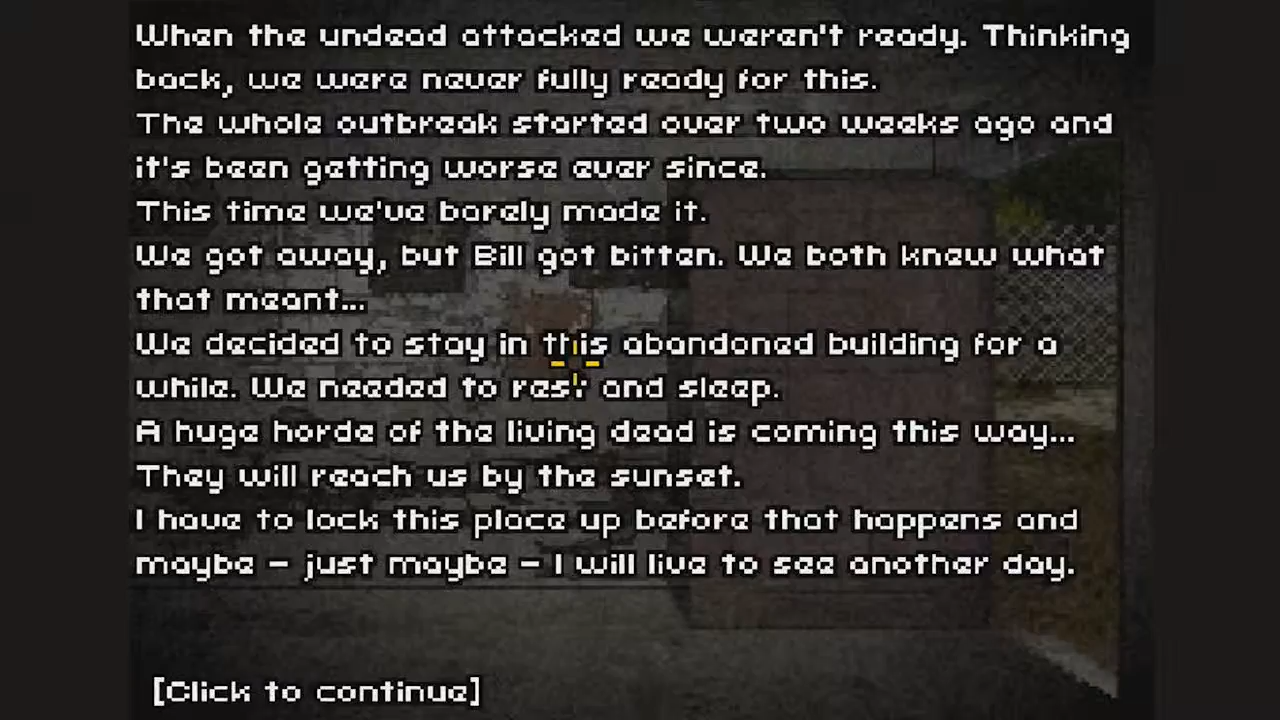 When the undead attacked we weren't ready. Thinking
back, we were never fully ready for this.
The whole outbreak started over two weeks ago and
it's been getting worse ever since.
This time we've barely made it.
We got away, but Bill got bitten. We both knew what
that meant...
We decided to stay in this abandoned building for a
while. We needed to rest and sleep.
A huge horde of the living dead is coming this way...
They will reach us by the sunset.
I have to lock this place up before that happens and
maybe - just maybe - I will live to see another day.
[Click to continue]